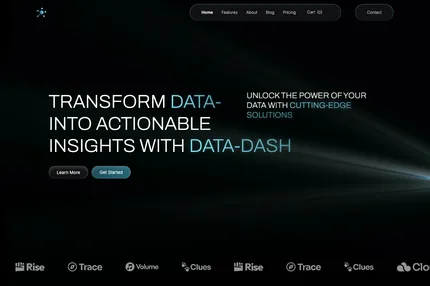 Home Features About Blog Pricing Cart (0) Contact
TRANSFORM DATA-
INTO ACTIONABLE
INSIGHTS WITH DATA-DASH
UNLOCK THE POWER OF YOUR
DATA WITH CUTTING-EDGE
SOLUTIONS
Learn More Get Started
Rise Trace Volume Clues Rise Trace Clues Clo